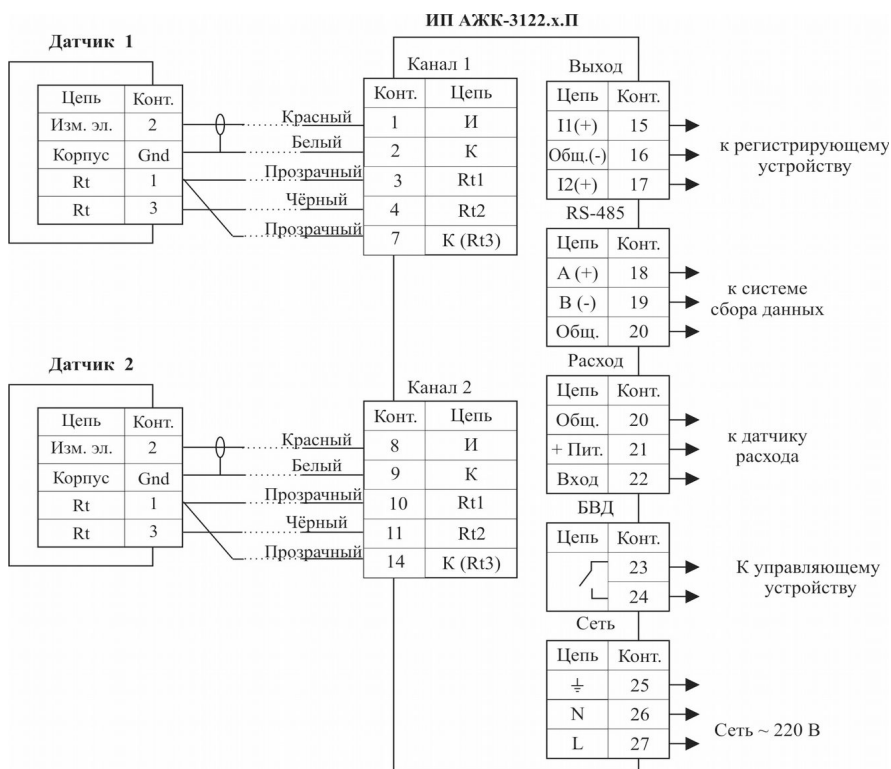 ИП АЖК-3122.х.П
Датчик 1
Цепь Конт.
Изм. эл. 2
Корпус Gnd
Rt 1
Rt 3
Красный
Белый
Прозрачный
Чёрный
Прозрачный
Канал 1
Конт. Цепь
1 И
2 К
3 Rt1
4 Rt2
7 К (Rt3)
Датчик 2
Цепь Конт.
Изм. эл. 2
Корпус Gnd
Rt 1
Rt 3
Красный
Белый
Прозрачный
Чёрный
Прозрачный
Канал 2
Конт. Цепь
8 И
9 К
10 Rt1
11 Rt2
14 К (Rt3)
Выход
Цепь Конт.
I1(+) 15
Общ.(-) 16
I2(+) 17
к регистрирующему
устройству
RS-485
Цепь Конт.
А (+) 18
В (-) 19
Общ. 20
к системе
сбора данных
Расход
Цепь Конт.
Общ. 20
+ Пит. 21
Вход 22
к датчику
расхода
БВД
Цепь Конт.
23
24
К управляющему
устройству
Сеть
Цепь Конт.
25
N 26
L 27
Сеть ~ 220 В